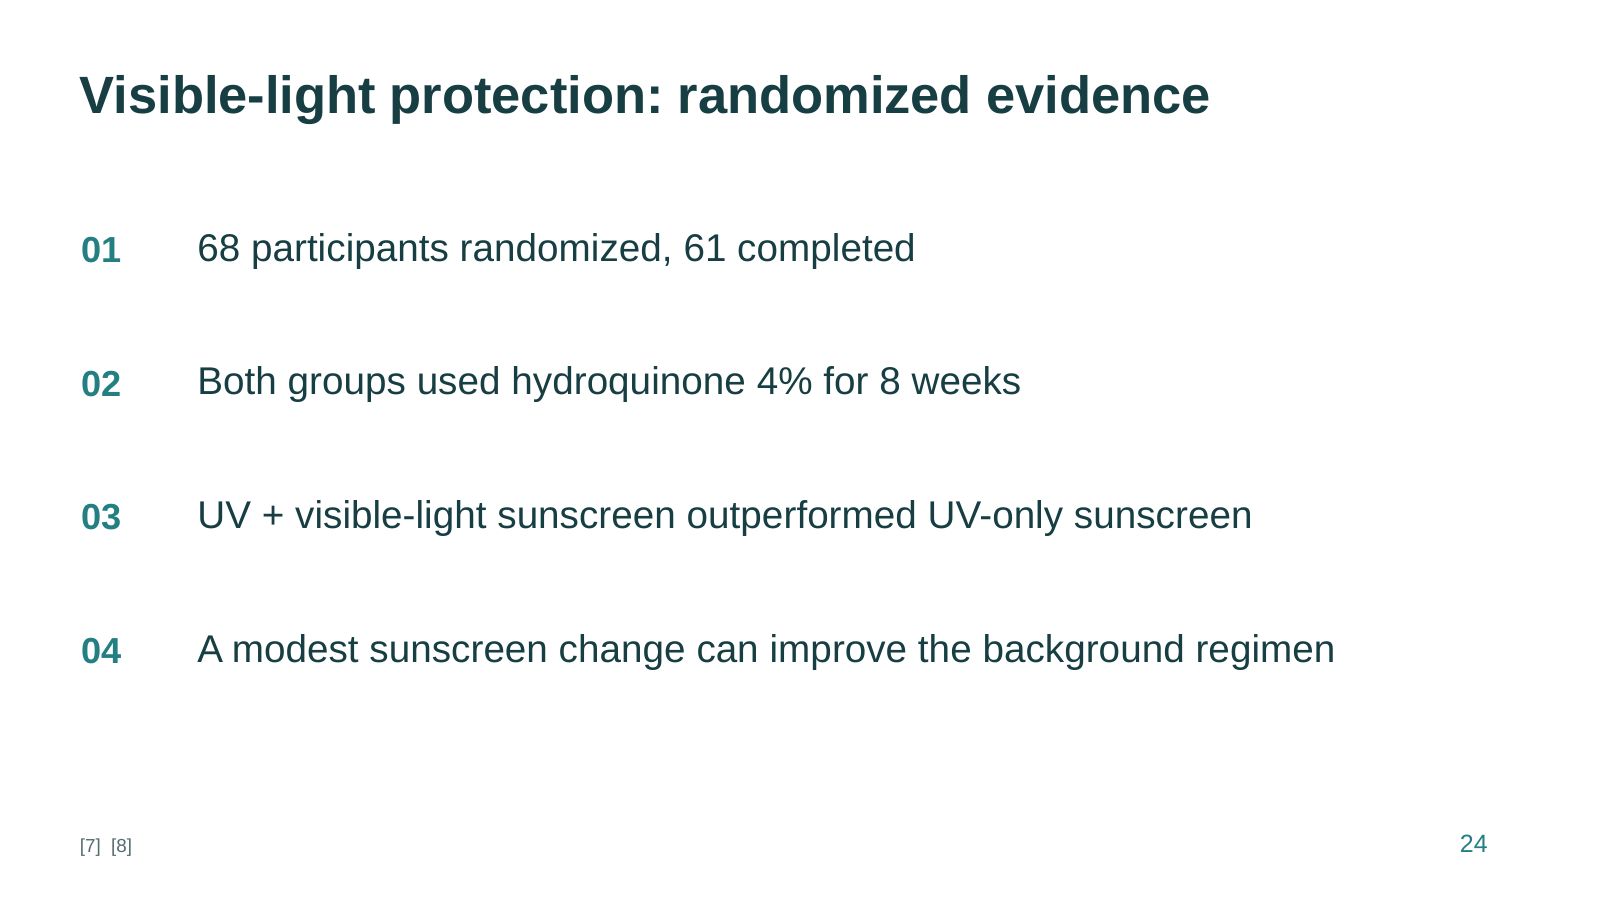 Visible-light protection: randomized evidence
01 68 participants randomized, 61 completed
02 Both groups used hydroquinone 4% for 8 weeks
03 UV + visible-light sunscreen outperformed UV-only sunscreen
04 A modest sunscreen change can improve the background regimen
[7] [8] 24